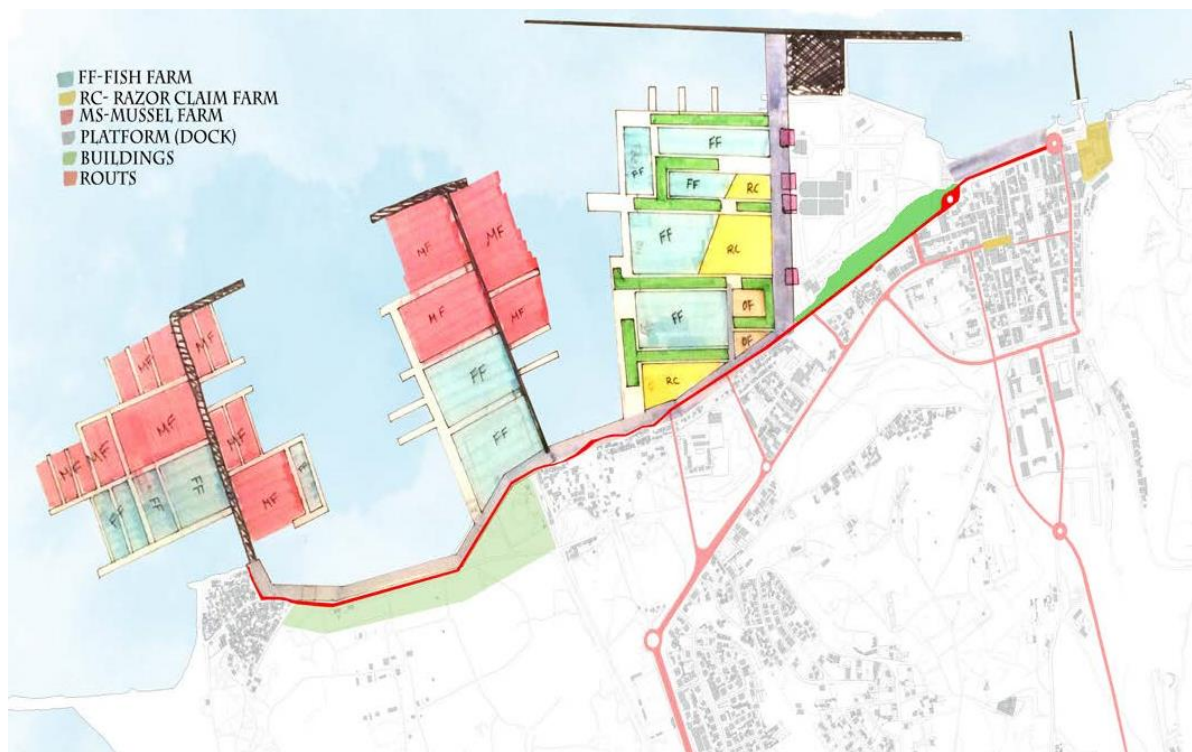 FF-FISH FARM
RC- RAZOR CLAIM FARM
MS-MUSSEL FARM
PLATFORM (DOCK)
BUILDINGS
ROUTS
FF
FF
RC
FF
RC
FF
OF
OF
RC
MF
MF
MF
MF
FF
FF
MF
MF
MF
MF
MF
MF
FF
FF
FF
MF